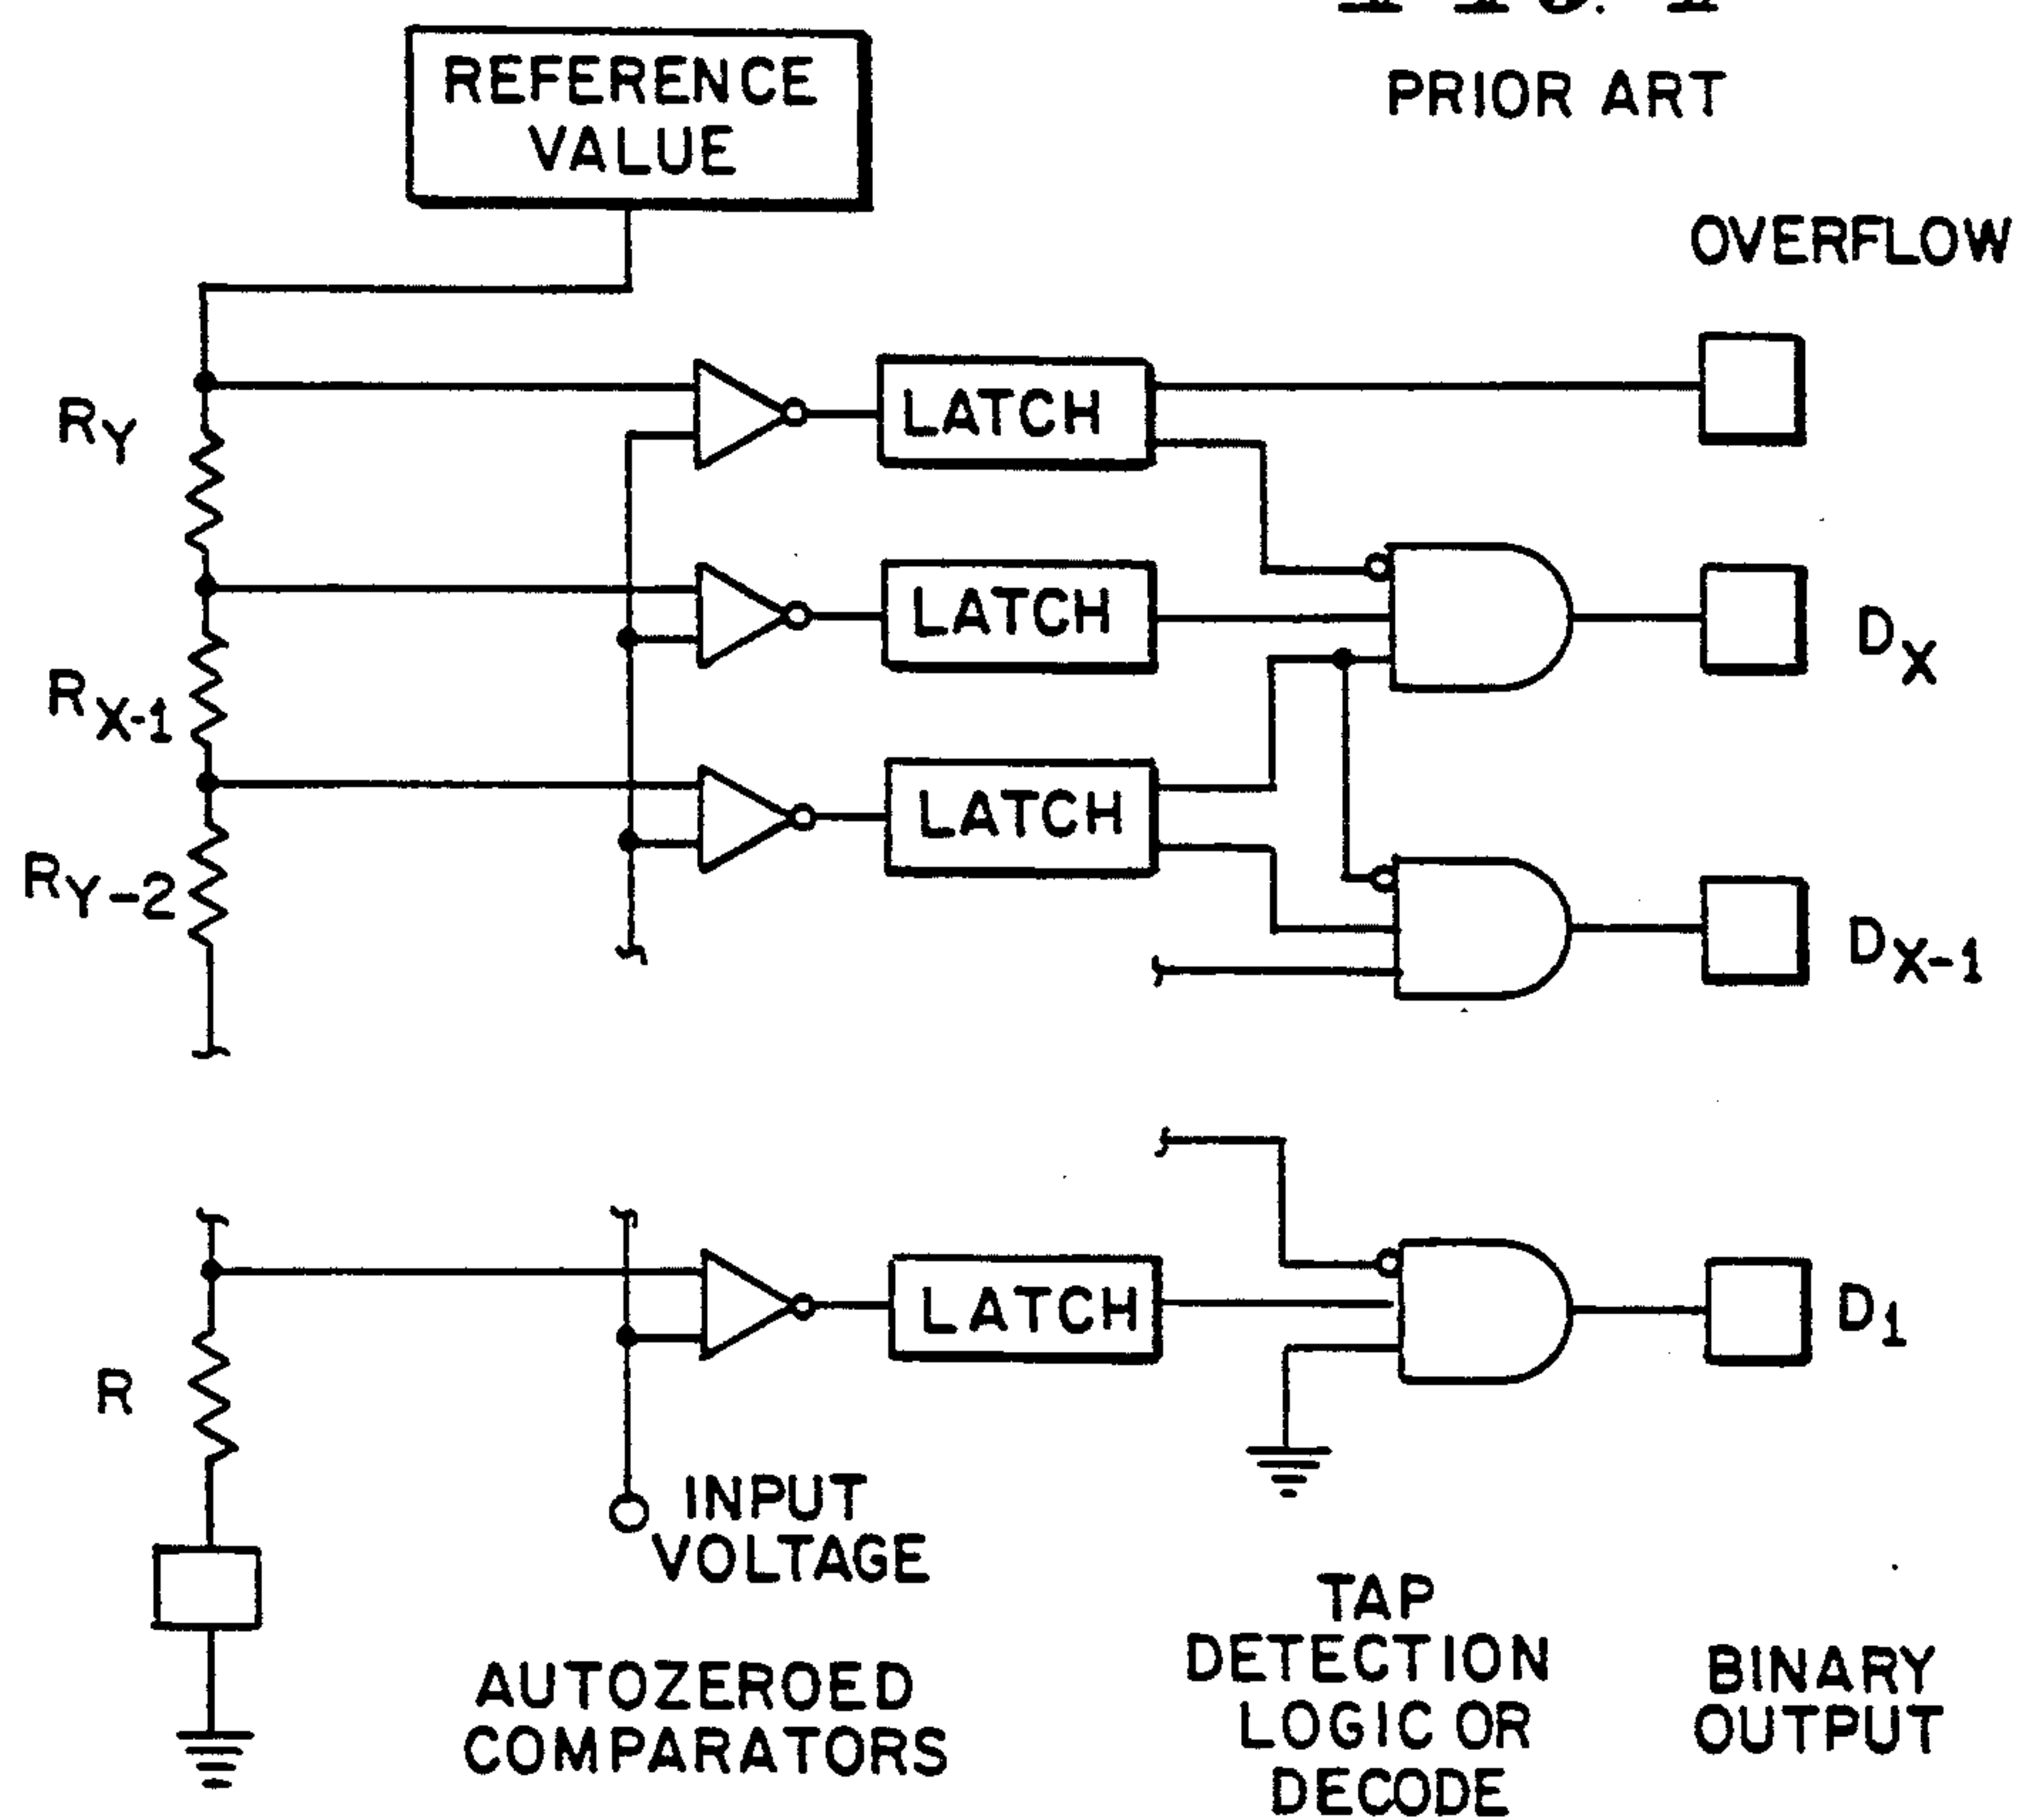 PRIOR ART
REFERENCE
VALUE
OVERFLOW
RY
LATCH
LATCH
DX
RX-1
LATCH
RY-2
DX-1
LATCH
D1
R
INPUT
VOLTAGE
AUTOZEROED
COMPARATORS
TAP
DETECTION
LOGIC OR
DECODE
BINARY
OUTPUT